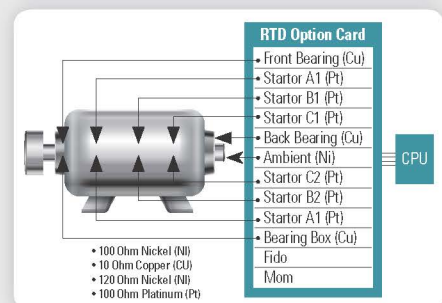 RTD Option Card
Front Bearing (Cu)
Startor A1 (Pt)
Startor B1 (Pt)
Startor C1 (Pt)
Back Bearing (Cu)
Ambient (Ni)
Startor C2 (Pt)
Startor B2 (Pt)
Startor A1 (Pt)
Bearing Box (Cu)
Fido
Mom
CPU
• 100 Ohm Nickel (NI)
• 10 Ohm Copper (CU)
• 120 Ohm Nickel (NI)
• 100 Ohm Platinum (Pt)